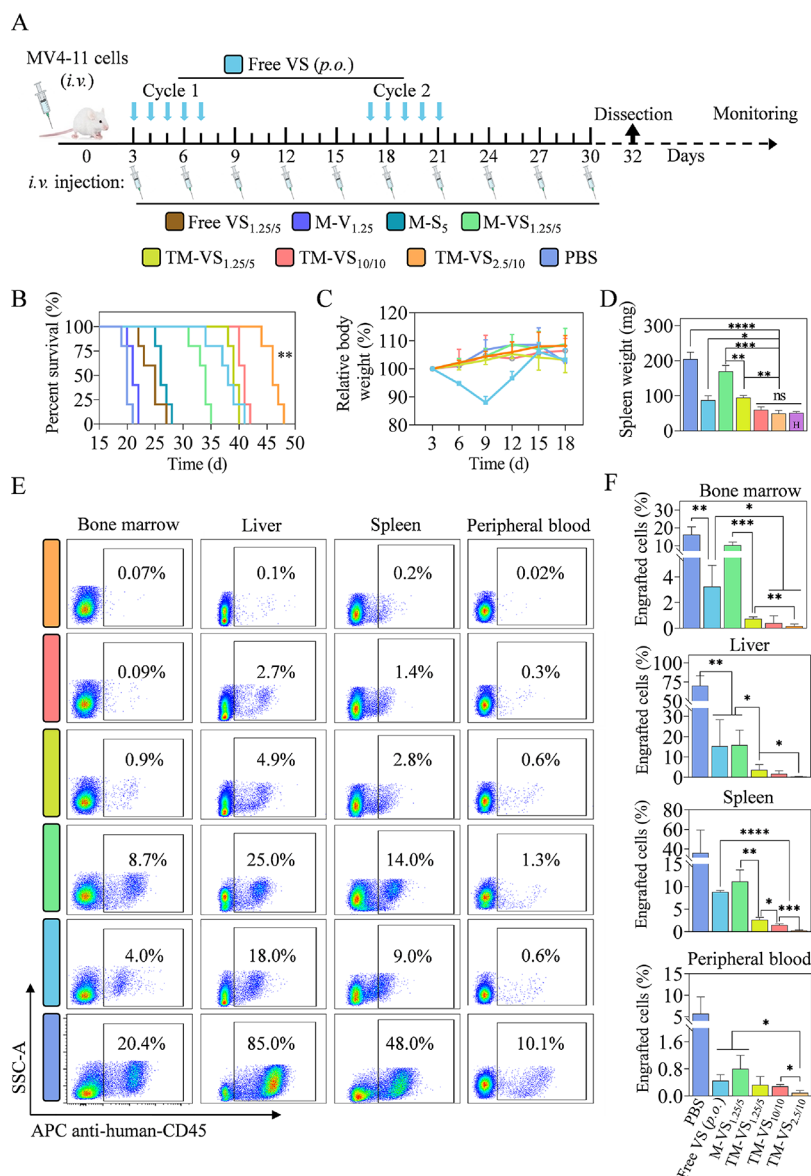 A
MV4-11 cells
(i.v.)
Free VS (p.o.)
Cycle 1
Cycle 2
Dissection
Monitoring
0 3 6 9 12 15 18 21 24 27 30 32 Days
i.v. injection:
Free VS1.25/5 M-V1.25 M-S5 M-VS1.25/5
TM-VS1.25/5 TM-VS10/10 TM-VS2.5/10 PBS
B
Percent survival (%)
100
80
60
40
20
0
**
15 20 25 30 35 40 45 50
Time (d)
C
Relative body
weight (%)
120
110
100
90
80
3 6 9 12 15 18
Time (d)
D
Spleen weight (mg)
300
200
100
0
****
*
***
**
**
ns
H
E
Bone marrow Liver Spleen Peripheral blood
0.07% 0.1% 0.2% 0.02%
0.09% 2.7% 1.4% 0.3%
0.9% 4.9% 2.8% 0.6%
8.7% 25.0% 14.0% 1.3%
4.0% 18.0% 9.0% 0.6%
20.4% 85.0% 48.0% 10.1%
SSC-A
APC anti-human-CD45
F
Bone marrow
Engrafted cells (%)
30
20
10
4
2
0
**
*
***
**
Liver
Engrafted cells (%)
100
75
50
30
20
10
0
**
*
*
Spleen
Engrafted cells (%)
80
60
40
20
15
10
5
0
****
**
*
***
Peripheral blood
Engrafted cells (%)
15
10
5
1.6
0.8
0.0
*
*
PBS
Free VS (p.o.)
M-VS1.25/5
TM-VS1.25/5
TM-VS10/10
TM-VS2.5/10